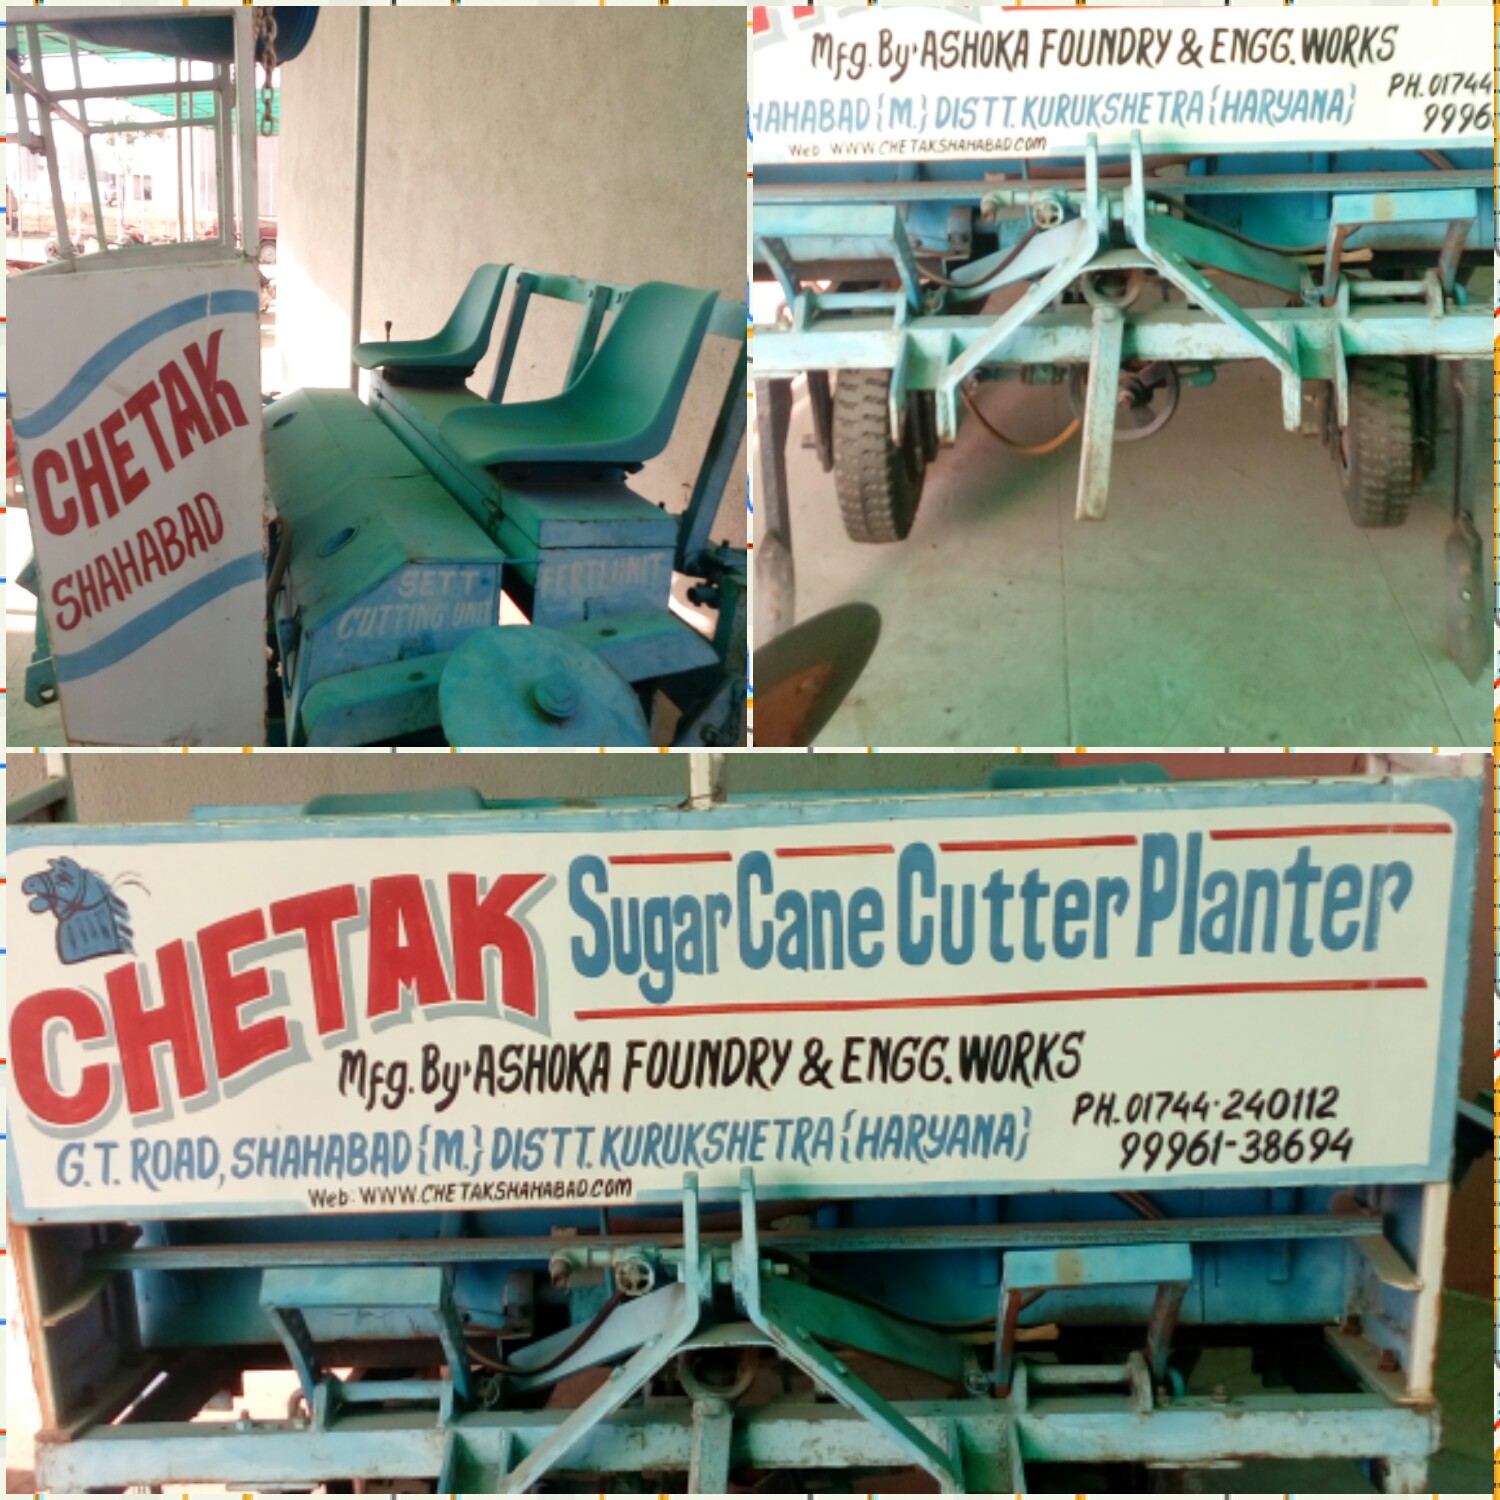 CHETAK
SHAHABAD
SETT
CUTTING UNIT
FERTI UNIT
Mfg. By: ASHOKA FOUNDRY & ENGG. WORKS
HAHABAD {M.} DISTT. KURUKSHETRA {HARYANA}
PH. 01744
9996
Web WWW.CHETAKSHAHABAD.COM
CHETAK Sugar Cane Cutter Planter
Mfg. By: ASHOKA FOUNDRY & ENGG. WORKS
G.T. ROAD, SHAHABAD {M.} DISTT. KURUKSHETRA {HARYANA}
PH. 01744-240112
99961-38694
Web: WWW.CHETAKSHAHABAD.COM